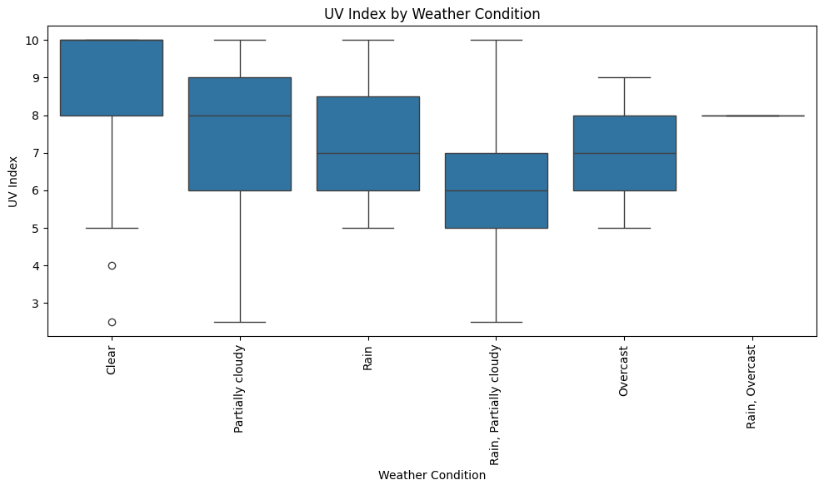 UV Index by Weather Condition
UV Index
10
9
8
7
6
5
4
3
Clear
Partially cloudy
Rain
Rain, Partially cloudy
Overcast
Rain, Overcast
Weather Condition